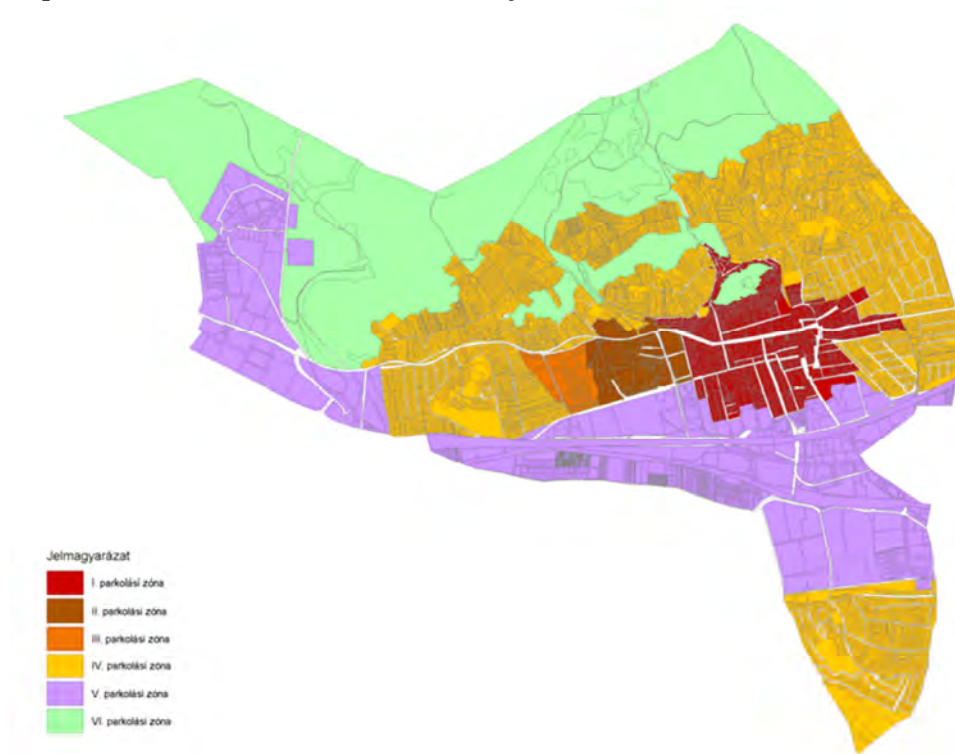 Jelmagyarázat
I. parkolási zóna
II. parkolási zóna
III. parkolási zóna
IV. parkolási zóna
V. parkolási zóna
VI. parkolási zóna